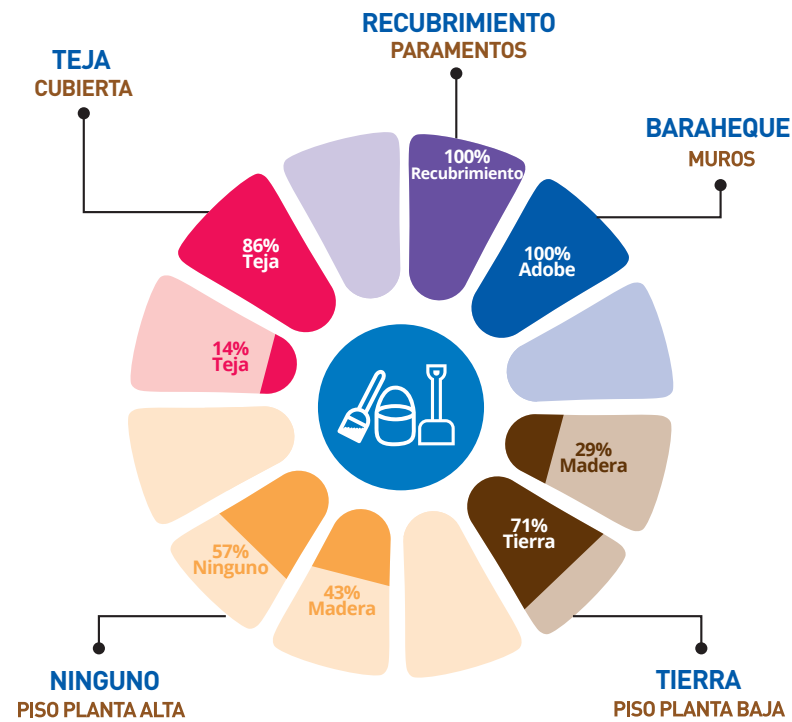 RECUBRIMIENTO
PARAMENTOS
TEJA
CUBIERTA
BARAHEQUE
MUROS
100%
Recubrimiento
100%
Adobe
86%
Teja
14%
Teja
29%
Madera
71%
Tierra
57%
Ninguno
43%
Madera
NINGUNO
PISO PLANTA ALTA
TIERRA
PISO PLANTA BAJA